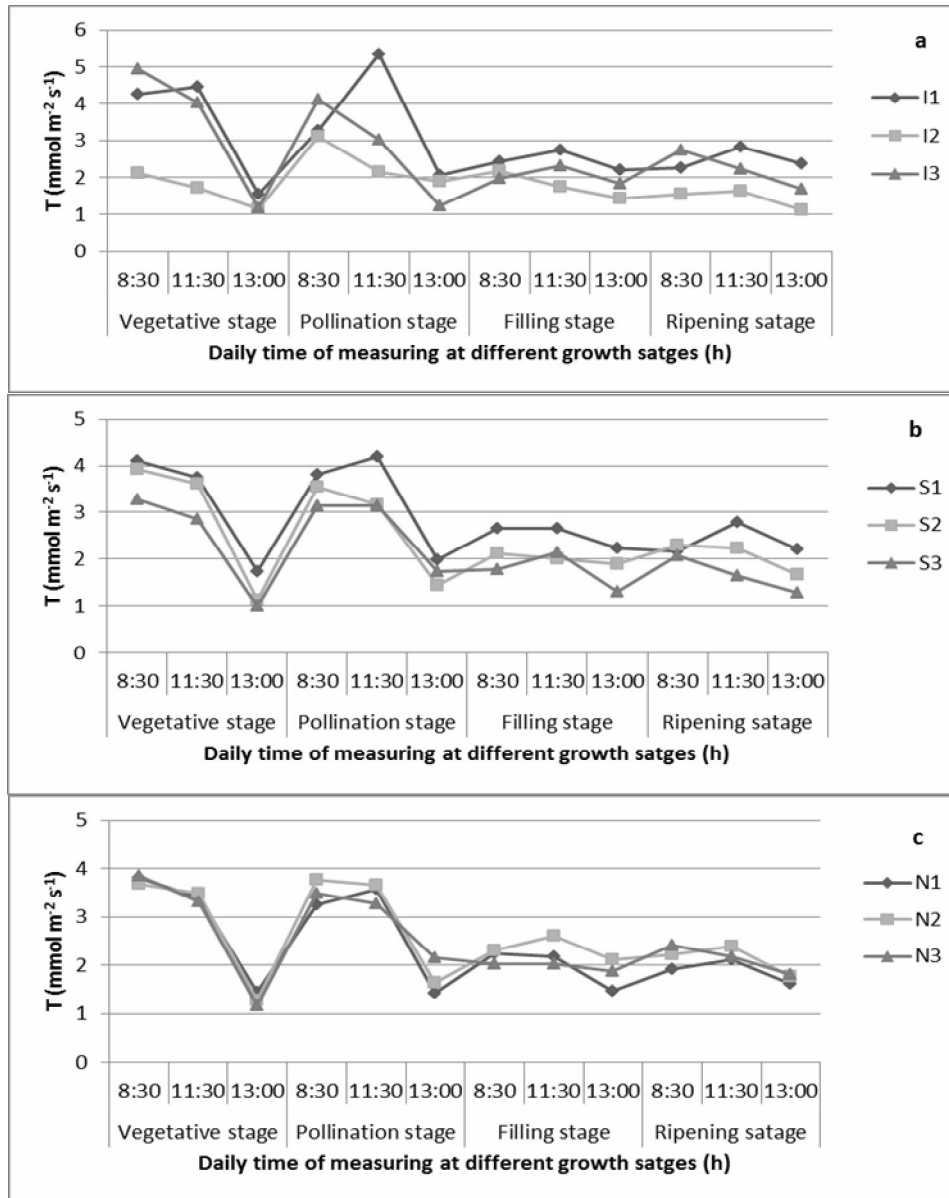 a
6
5
4
3
2
1
0
T (mmol m-2 s-1)
I1
I2
I3
8:30 11:30 13:00 8:30 11:30 13:00 8:30 11:30 13:00 8:30 11:30 13:00
Vegetative stage Pollination stage Filling stage Ripening satage
Daily time of measuring at different growth satges (h)
b
5
4
3
2
1
0
T (mmol m-2 s-1)
S1
S2
S3
8:30 11:30 13:00 8:30 11:30 13:00 8:30 11:30 13:00 8:30 11:30 13:00
Vegetative stage Pollination stage Filling stage Ripening satage
Daily time of measuring at different growth satges (h)
c
5
4
3
2
1
0
T (mmol m-2 s-1)
N1
N2
N3
8:30 11:30 13:00 8:30 11:30 13:00 8:30 11:30 13:00 8:30 11:30 13:00
Vegetative stage Pollination stage Filling stage Ripening satage
Daily time of measuring at different growth satges (h)